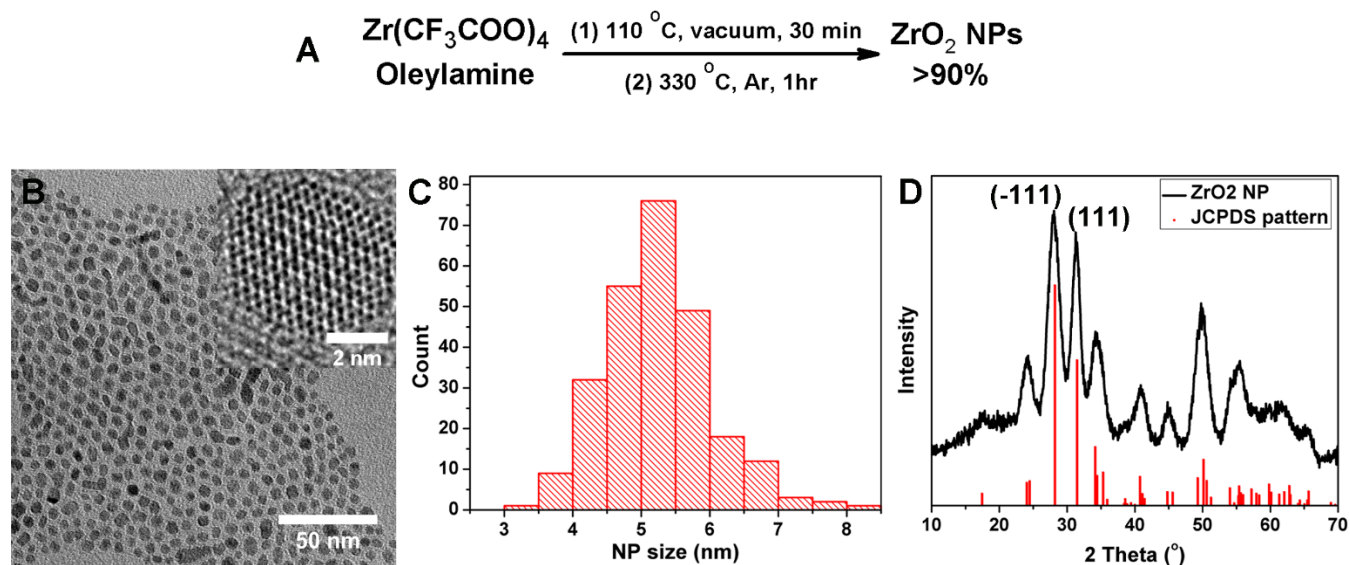 A
Zr(CF₃COO)₄
Oleylamine
(1) 110 °C, vacuum, 30 min
(2) 330 °C, Ar, 1hr
ZrO₂ NPs
>90%
B
2 nm
50 nm
C
80
70
60
50
40
30
20
10
0
Count
3 4 5 6 7 8
NP size (nm)
D
(-111)
(111)
ZrO2 NP
JCPDS pattern
Intensity
10 20 30 40 50 60 70
2 Theta (°)